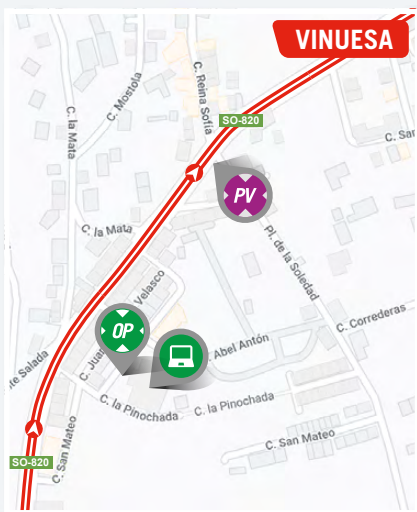 VINUESA
C. Mostola
C. Reina Sofía
C. la Mata
SO-820
C. Sa
PV
C. la Mata
Pl. de la Soledad
Velasco
OP
C. Juan
C. Correderas
. Abel Antón
te Salada
C. la Pinochada
C. la Pinochada
C. San Mateo
C. San Mateo
SO-820